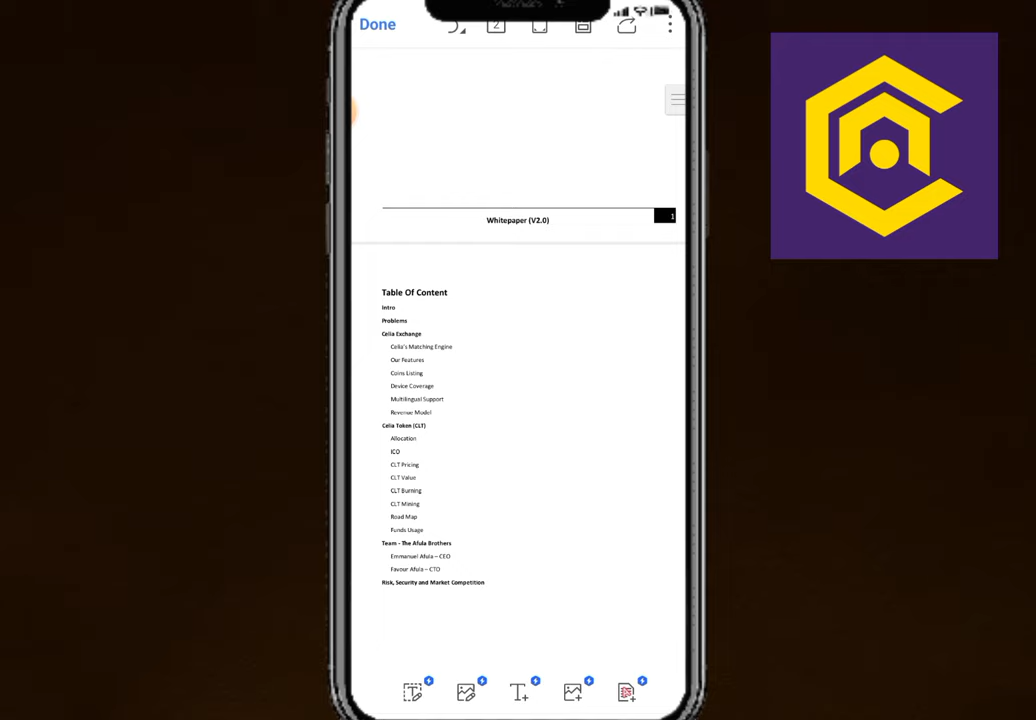 Done
2
Whitepaper (V2.0)
1
Table Of Content
Intro
Problems
Celia Exchange
Celia's Matching Engine
Our Features
Coins Listing
Device Coverage
Multilingual Support
Revenue Model
Celia Token (CLT)
Allocation
ICO
CLT Pricing
CLT Value
CLT Burning
CLT Mining
Road Map
Funds Usage
Team - The Afula Brothers
Emmanuel Afula – CEO
Favour Afula – CTO
Risk, Security and Market Competition